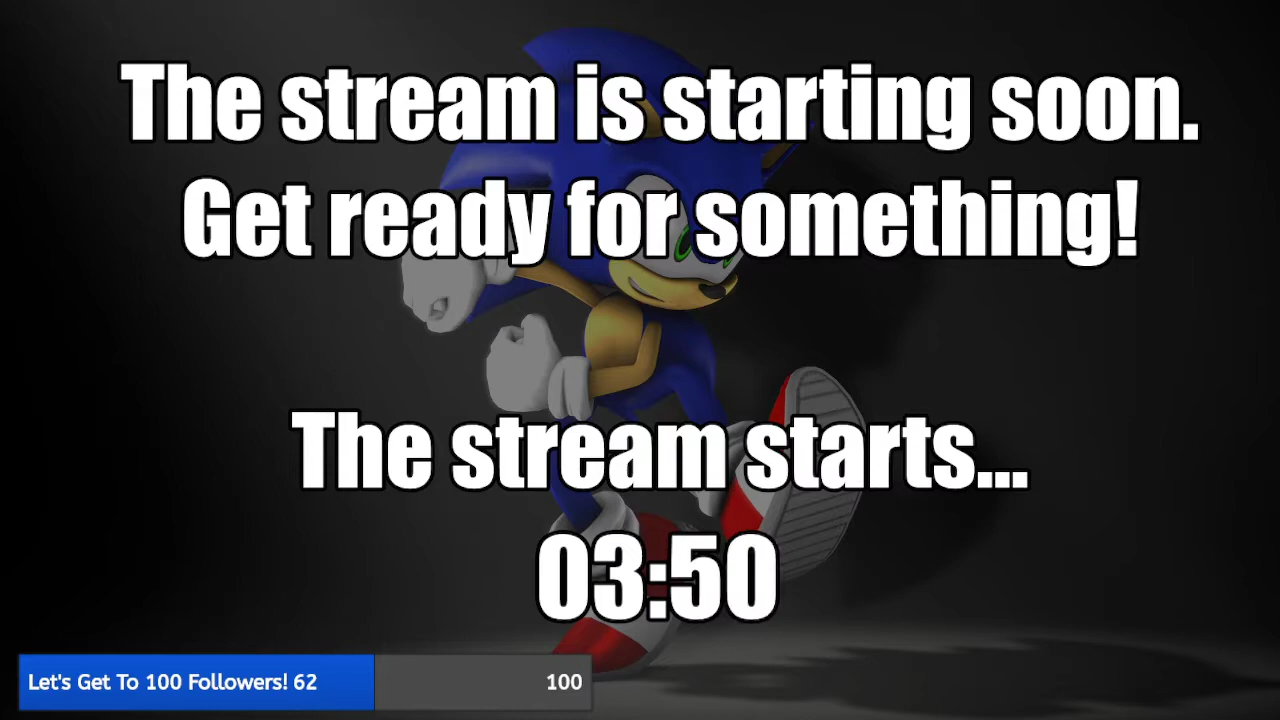 The stream is starting soon.
Get ready for something!
The stream starts...
03:50
Let's Get To 100 Followers! 62
100